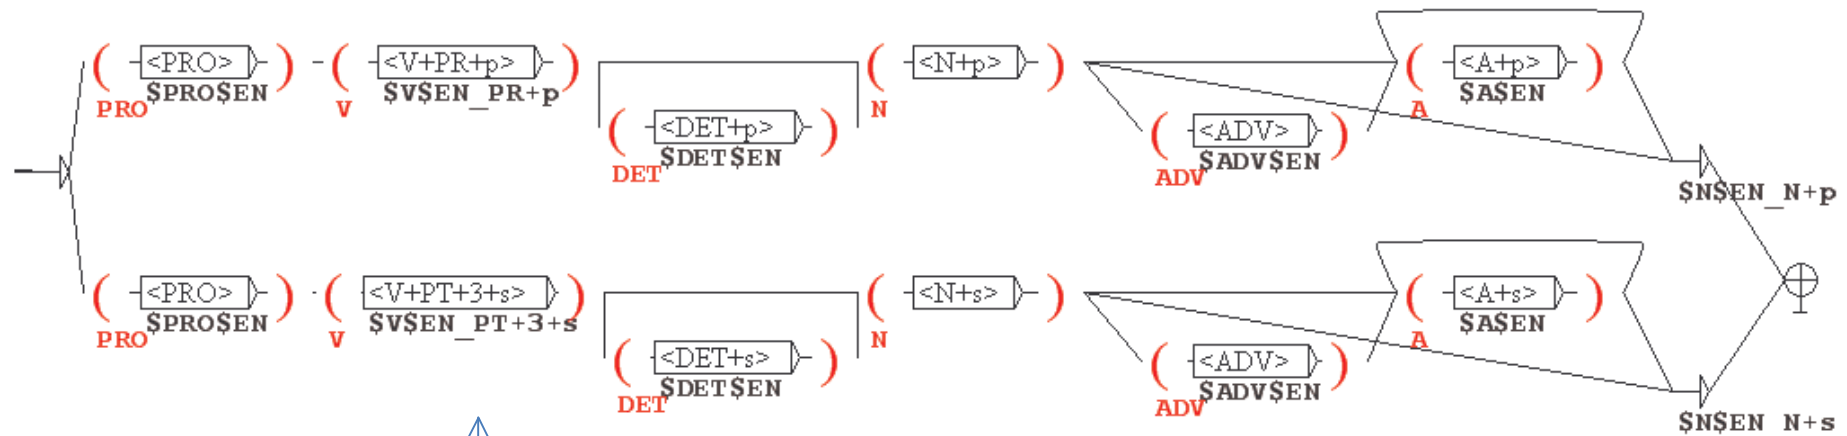 ( <PRO> ) ( <V+PR+p> ) ( <N+p> ) ( <A+p> )
PRO $PRO$EN V $V$EN_PR+p N A $A$EN
( <DET+p> ) ( <ADV> )
DET $DET$EN ADV $ADV$EN
$N$EN_N+p
( <PRO> ) ( <V+PT+3+s> ) ( <N+s> ) ( <A+s> )
PRO $PRO$EN V $V$EN_PT+3+s N A $A$EN
( <DET+s> ) ( <ADV> )
DET $DET$EN ADV $ADV$EN
$N$EN N+s